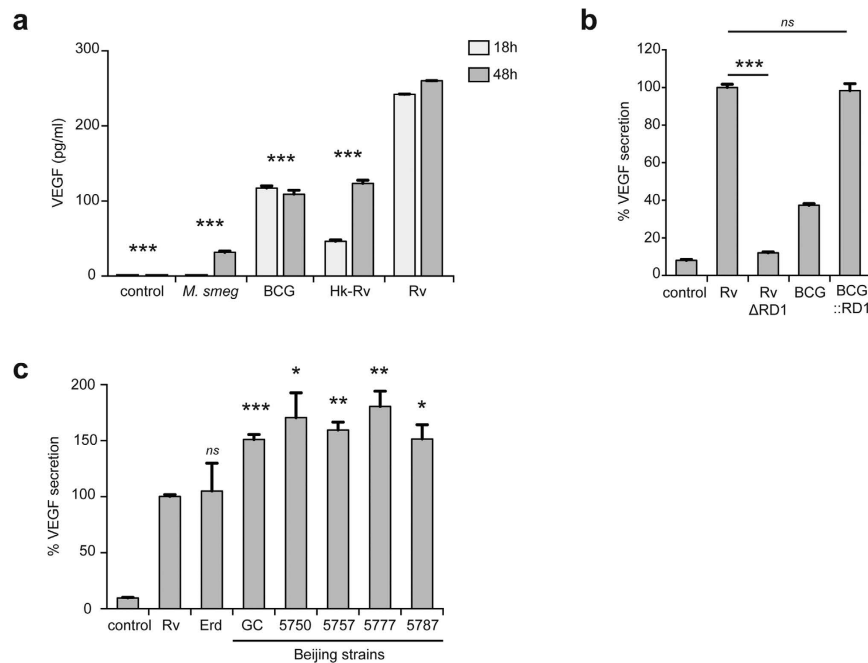 a
18h
48h
VEGF (pg/ml)
300
200
100
0
***
***
***
***
control
M. smeg
BCG
Hk-Rv
Rv
b
ns
***
% VEGF secretion
120
100
80
60
40
20
0
control
Rv
Rv ΔRD1
BCG
BCG ::RD1
c
% VEGF secretion
200
150
100
50
0
ns
***
*
**
**
*
control
Rv
Erd
GC
5750
5757
5777
5787
Beijing strains